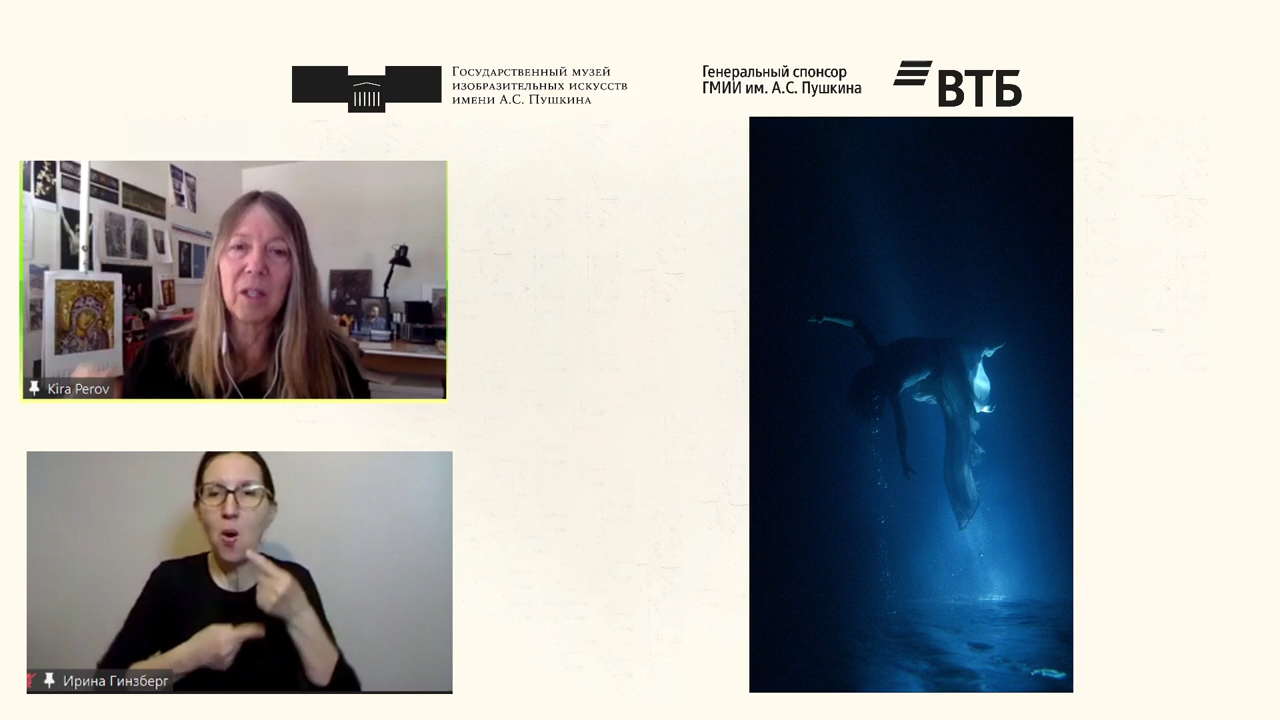 Государственный музей
изобразительных искусств
имени А.С. Пушкина
Генеральный спонсор
ГМИИ им. А.С. Пушкина
ВТБ
Kira Perov
Ирина Гинзберг